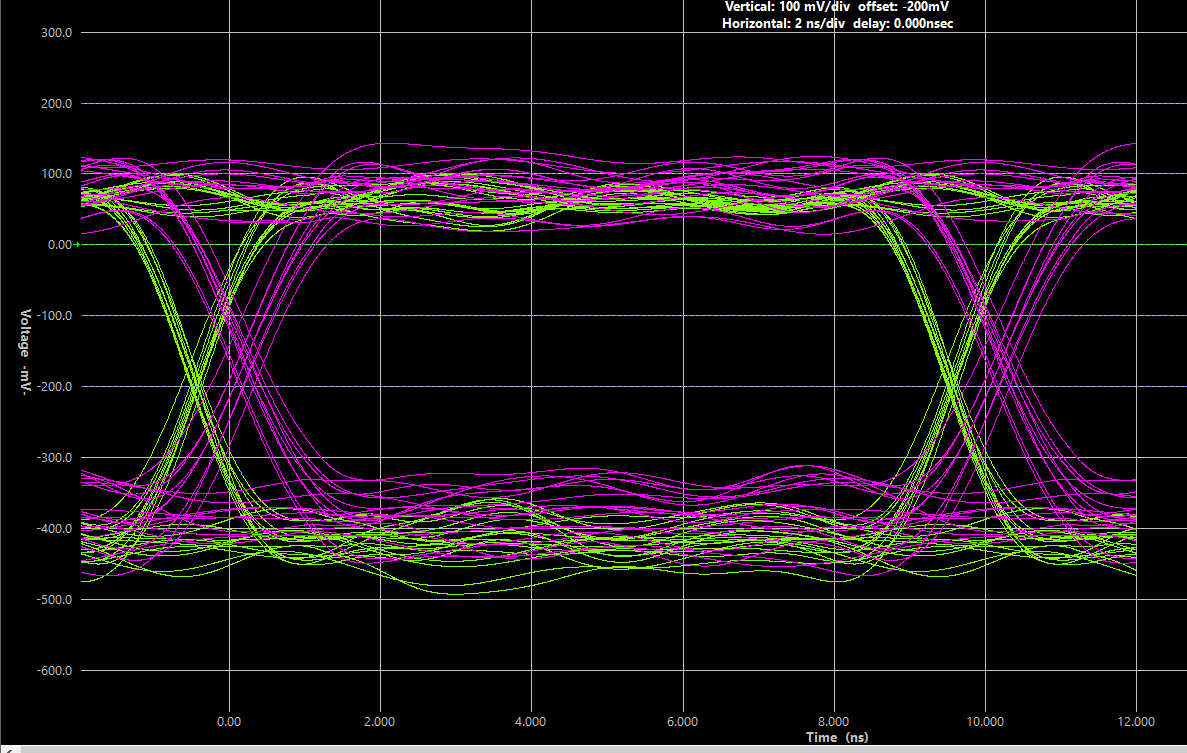 Vertical: 100 mV/div offset: -200mV
Horizontal: 2 ns/div delay: 0.000nsec
300.0
200.0
100.0
0.00
-100.0
-200.0
-300.0
-400.0
-500.0
-600.0
Voltage -mV-
0.00 2.000 4.000 6.000 8.000 10.000 12.000
Time (ns)